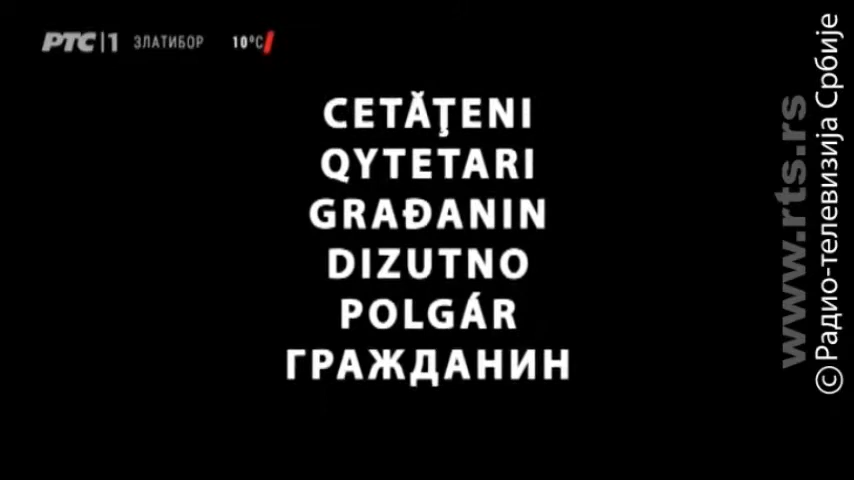 РТС|1 ЗЛАТИБОР 10°C
CETĂŢENI
QYTETARI
GRAĐANIN
DIZUTNO
POLGÁR
ГРАЖДАНИН
www.rts.rs
© Радио-телевизија Србије